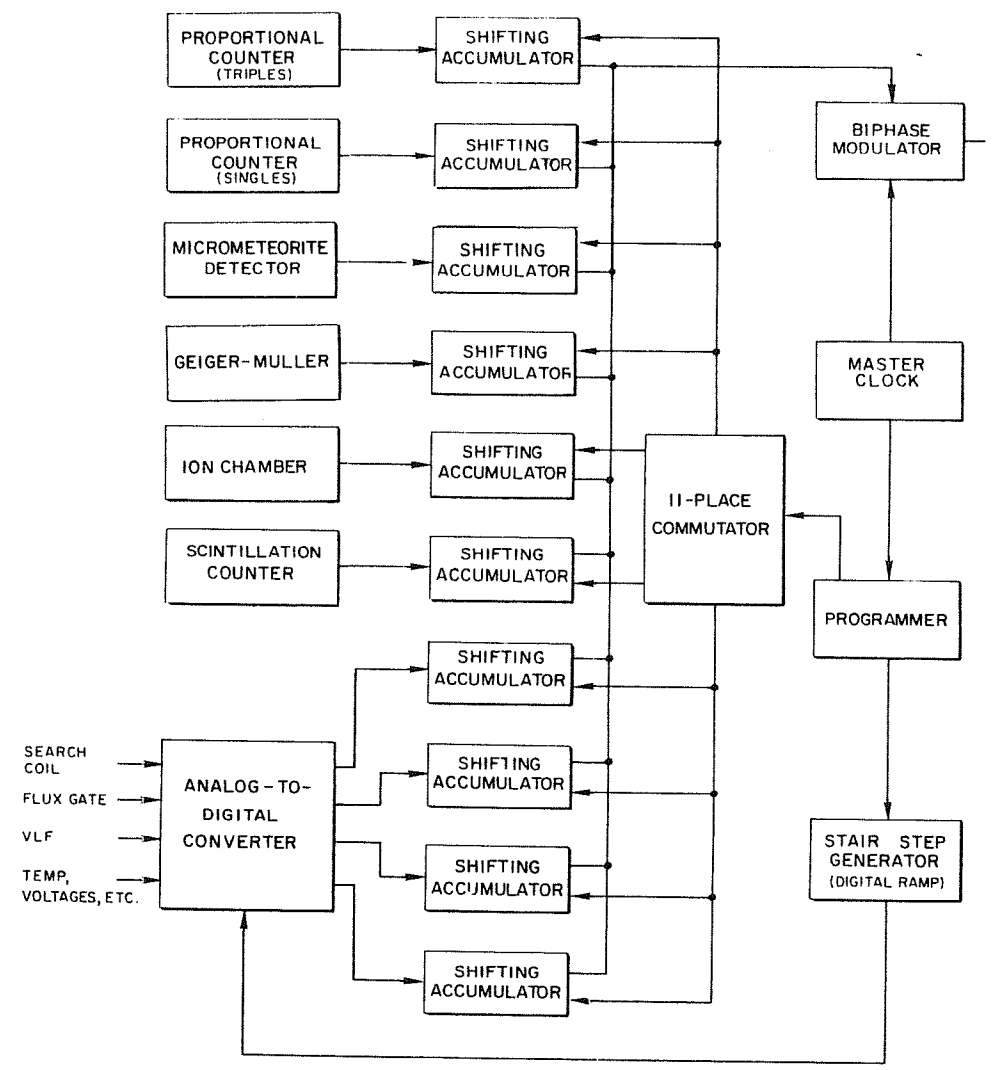 PROPORTIONAL
COUNTER
(TRIPLES)
SHIFTING
ACCUMULATOR
BIPHASE
MODULATOR
PROPORTIONAL
COUNTER
(SINGLES)
SHIFTING
ACCUMULATOR
MICROMETEORITE
DETECTOR
SHIFTING
ACCUMULATOR
GEIGER-MULLER
SHIFTING
ACCUMULATOR
MASTER
CLOCK
ION CHAMBER
SHIFTING
ACCUMULATOR
11-PLACE
COMMUTATOR
SCINTILLATION
COUNTER
SHIFTING
ACCUMULATOR
PROGRAMMER
SHIFTING
ACCUMULATOR
SEARCH
COIL
FLUX GATE
VLF
TEMP,
VOLTAGES, ETC.
ANALOG-TO-
DIGITAL
CONVERTER
SHIFTING
ACCUMULATOR
SHIFTING
ACCUMULATOR
STAIR STEP
GENERATOR
(DIGITAL RAMP)
SHIFTING
ACCUMULATOR